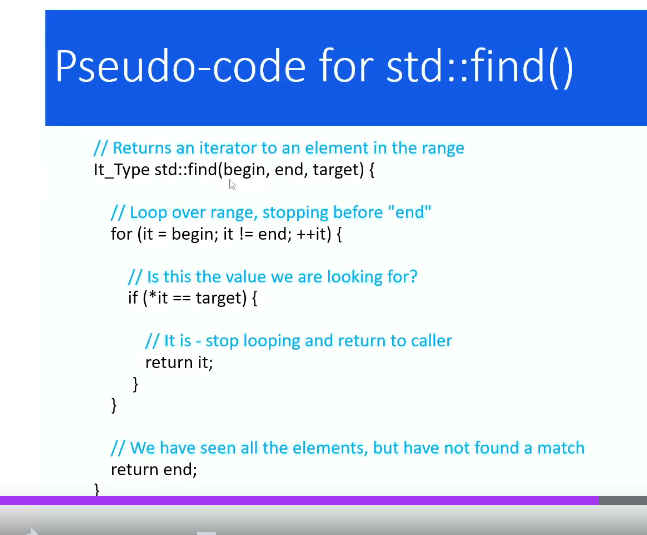 Pseudo-code for std::find()
// Returns an iterator to an element in the range
It_Type std::find(begin, end, target) {
// Loop over range, stopping before "end"
for (it = begin; it != end; ++it) {
// Is this the value we are looking for?
if (*it == target) {
// It is - stop looping and return to caller
return it;
}
}
// We have seen all the elements, but have not found a match
return end;
}